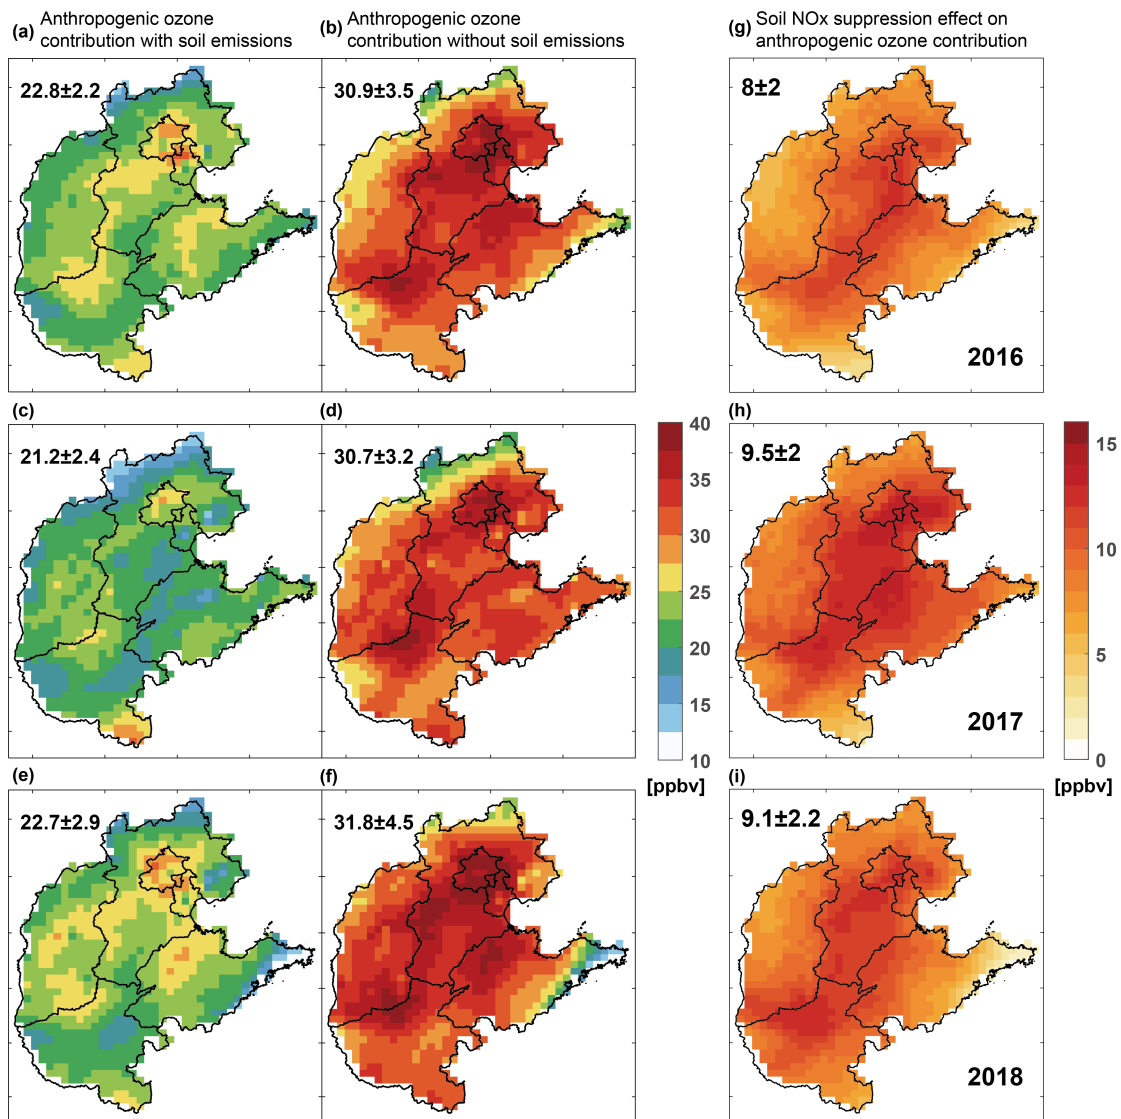 (a) Anthropogenic ozone
contribution with soil emissions
(b) Anthropogenic ozone
contribution without soil emissions
(g) Soil NOx suppression effect on
anthropogenic ozone contribution
22.8±2.2
30.9±3.5
8±2
2016
(c)
(d)
(h)
21.2±2.4
30.7±3.2
9.5±2
2017
40
35
30
25
20
15
10
[ppbv]
15
10
5
0
[ppbv]
(e)
(f)
(i)
22.7±2.9
31.8±4.5
9.1±2.2
2018